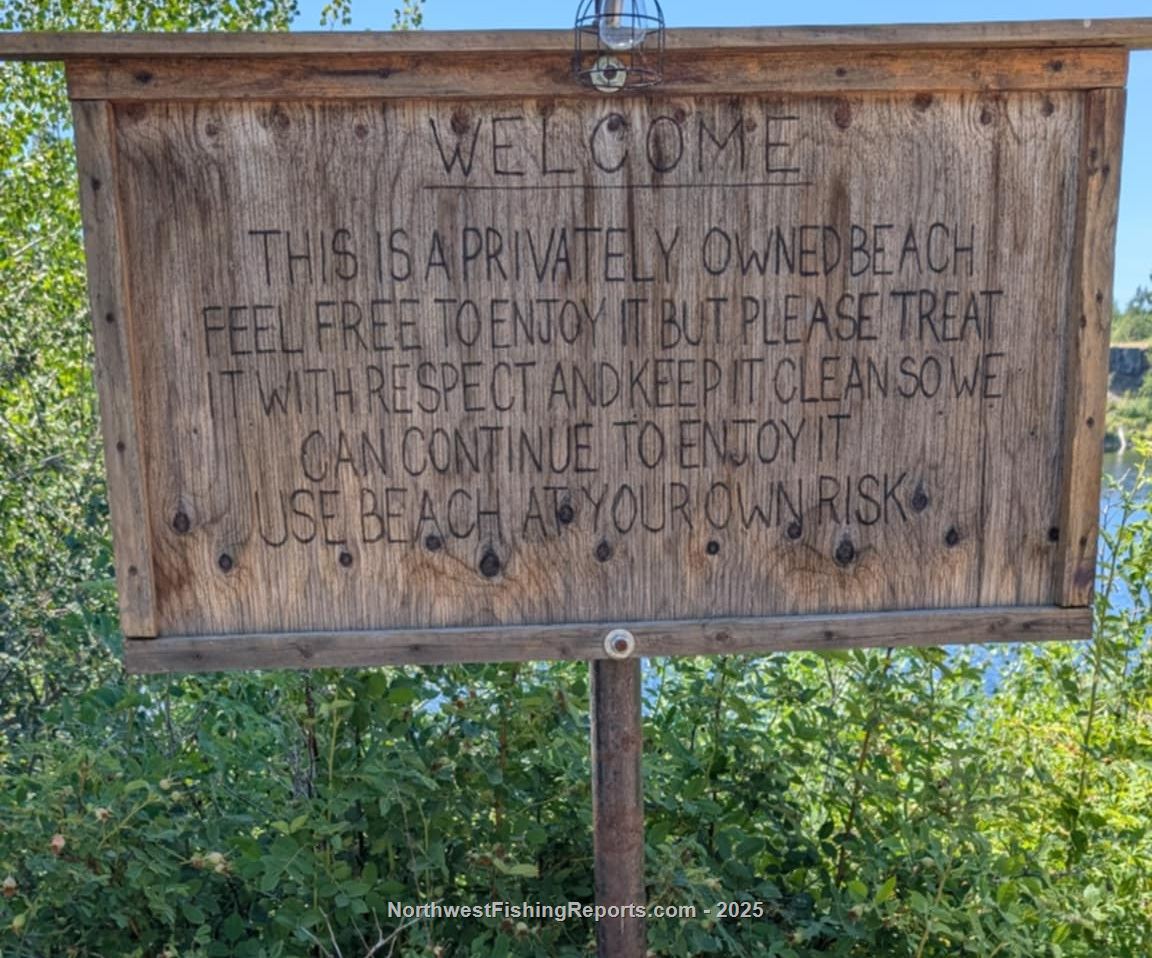 WELCOME
THIS IS A PRIVATELY OWNED BEACH
FEEL FREE TO ENJOY IT BUT PLEASE TREAT
IT WITH RESPECT AND KEEP IT CLEAN SO WE
CAN CONTINUE TO ENJOY IT
USE BEACH AT YOUR OWN RISK
NorthwestFishingReports.com - 2025